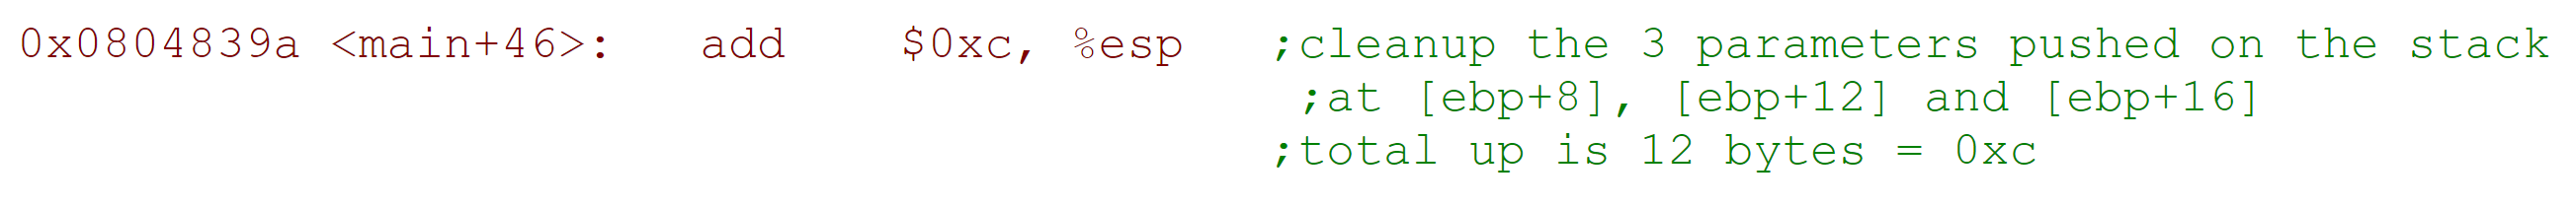 0x0804839a <main+46>: add $0xc, %esp ;cleanup the 3 parameters pushed on the stack
;at [ebp+8], [ebp+12] and [ebp+16]
;total up is 12 bytes = 0xc